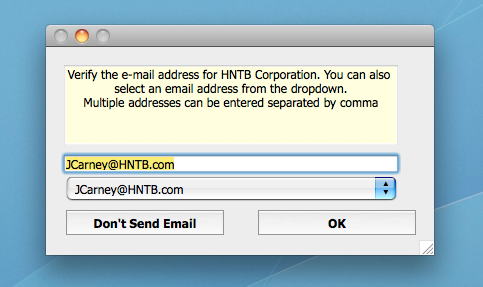 Verify the e-mail address for HNTB Corporation. You can also
select an email address from the dropdown.
Multiple addresses can be entered separated by comma
JCarney@HNTB.com
JCarney@HNTB.com
Don't Send Email
OK